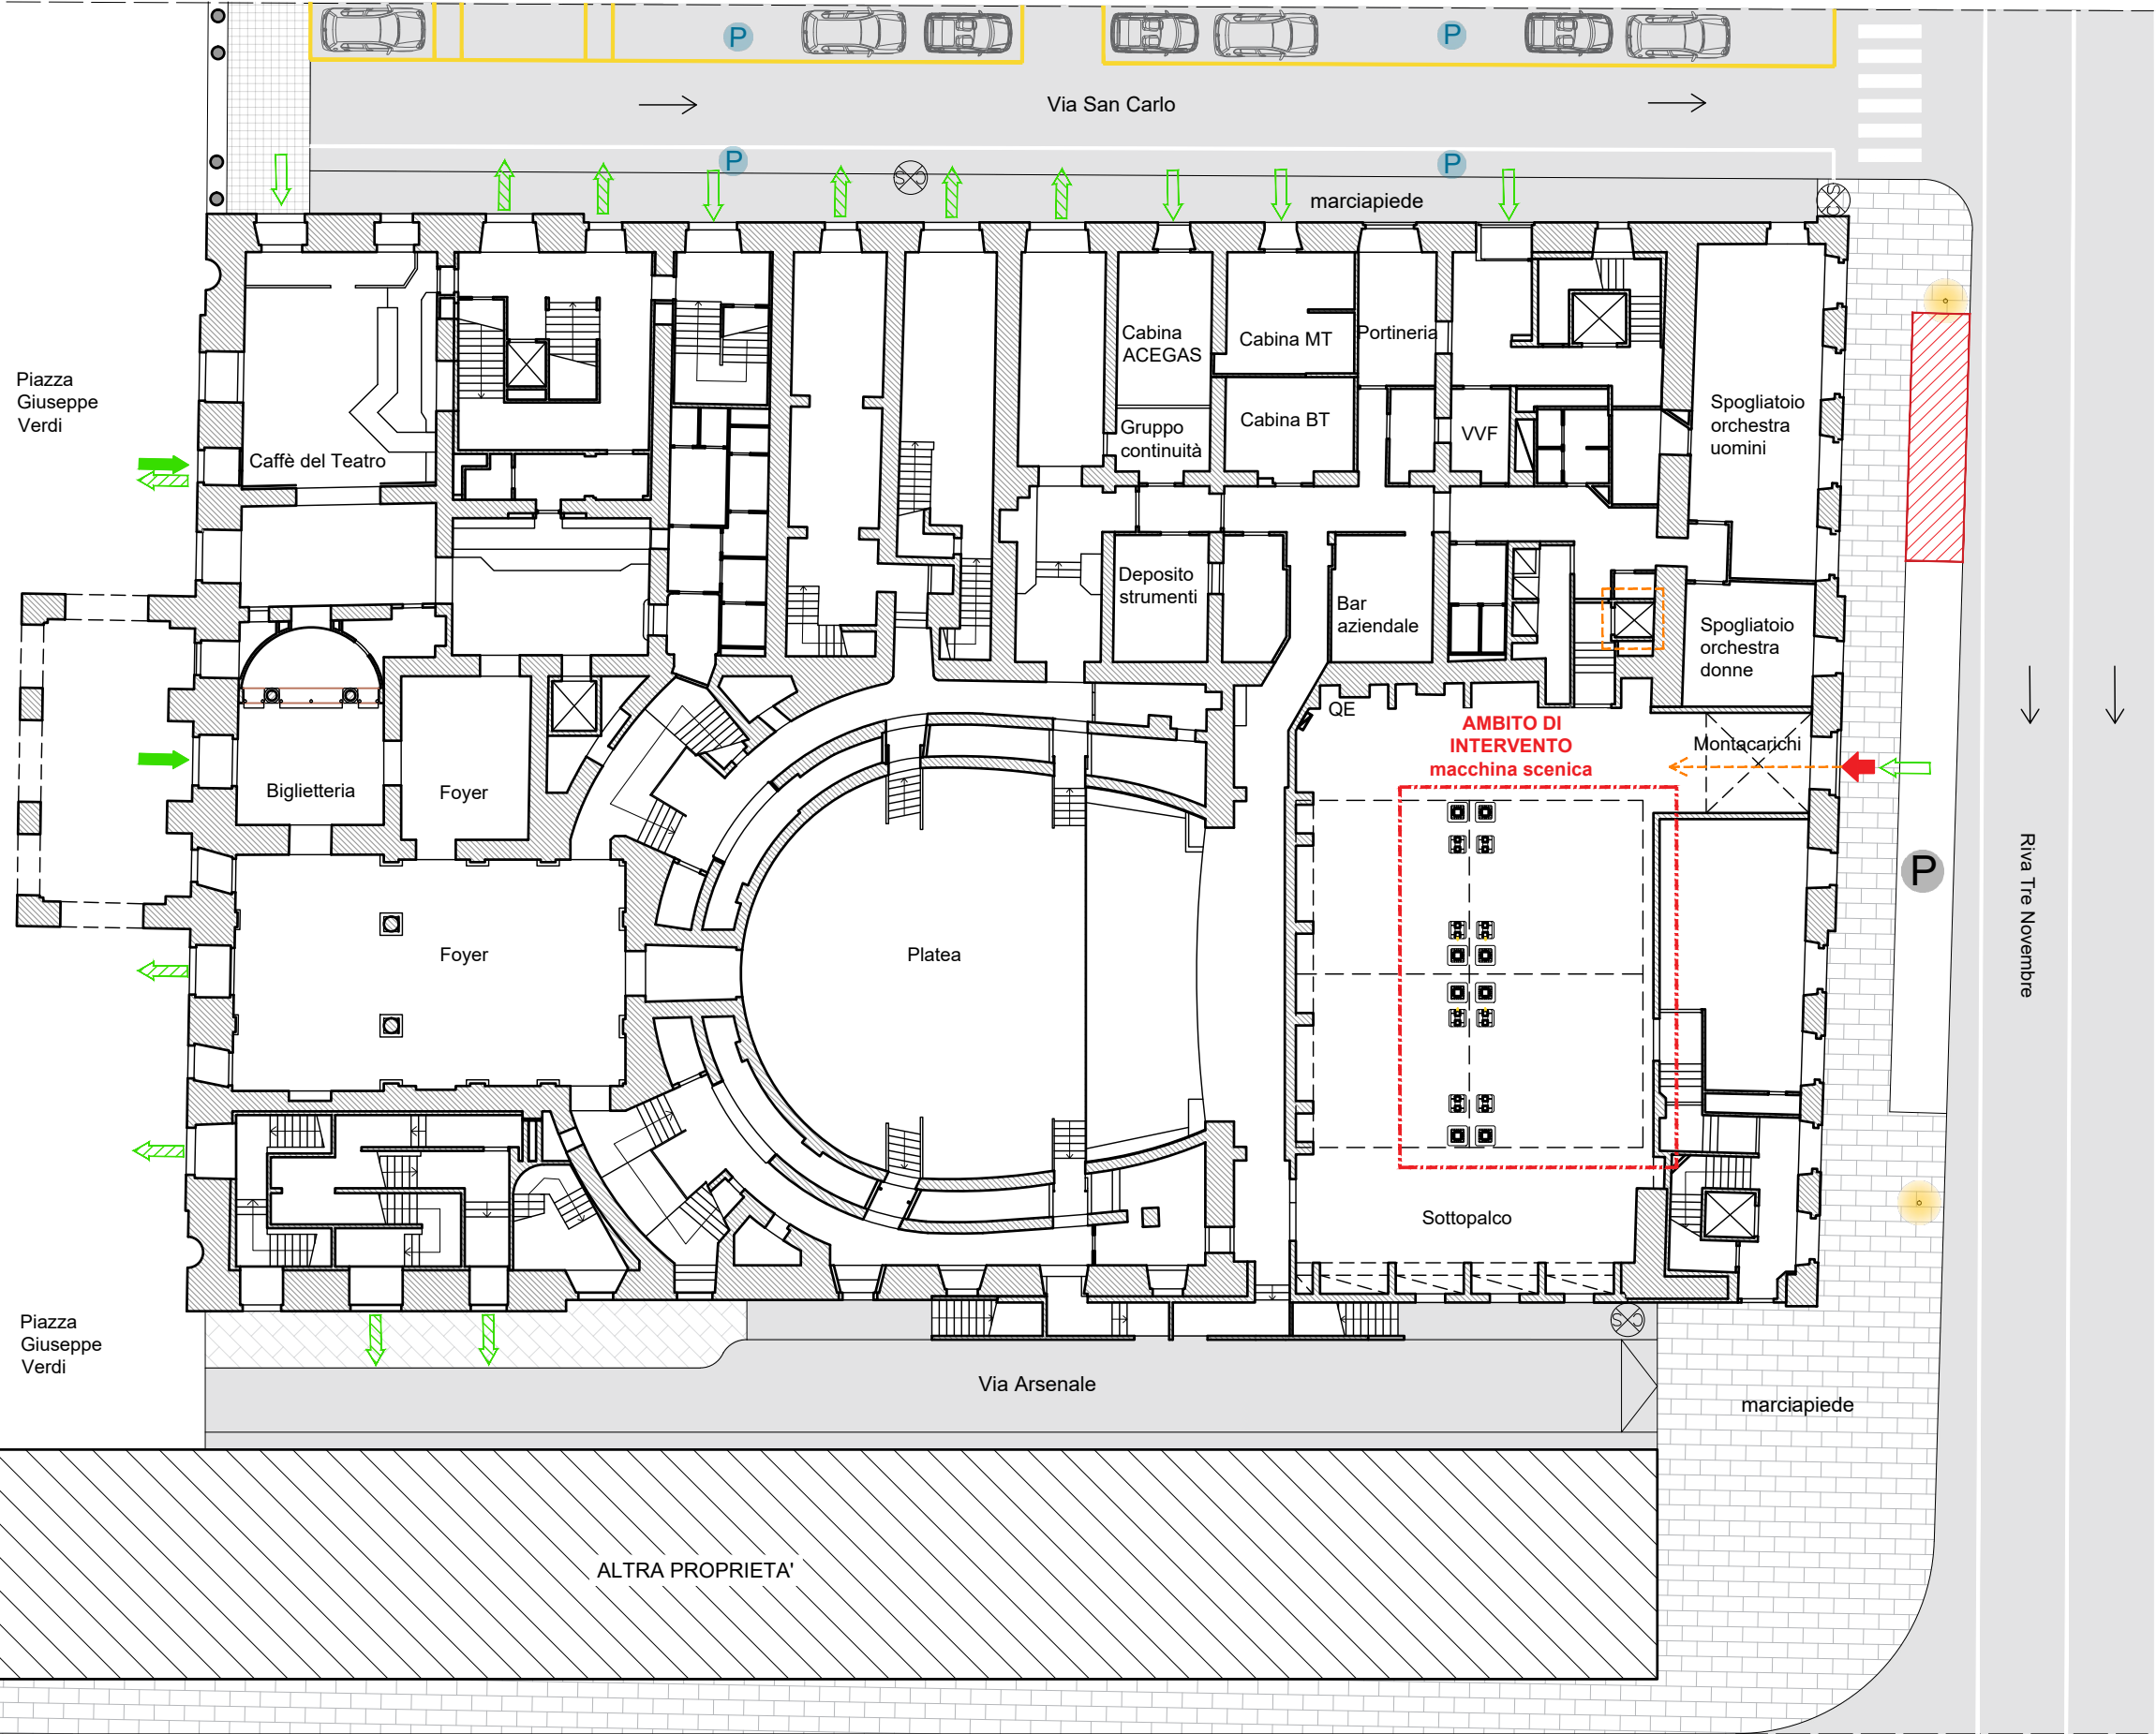 P
P
Via San Carlo
P
P
marciapiede
S
S
Piazza
Giuseppe
Verdi
Cabina
ACEGAS
Cabina MT
Portineria
Gruppo
continuità
Cabina BT
VVF
Spogliatoio
orchestra
uomini
Caffè del Teatro
Deposito
strumenti
Bar
aziendale
Spogliatoio
orchestra
donne
QE
AMBITO DI
INTERVENTO
macchina scenica
Montacarichi
Biglietteria
Foyer
P
Riva Tre Novembre
Foyer
Platea
Sottopalco
Piazza
Giuseppe
Verdi
S
Via Arsenale
marciapiede
ALTRA PROPRIETA'